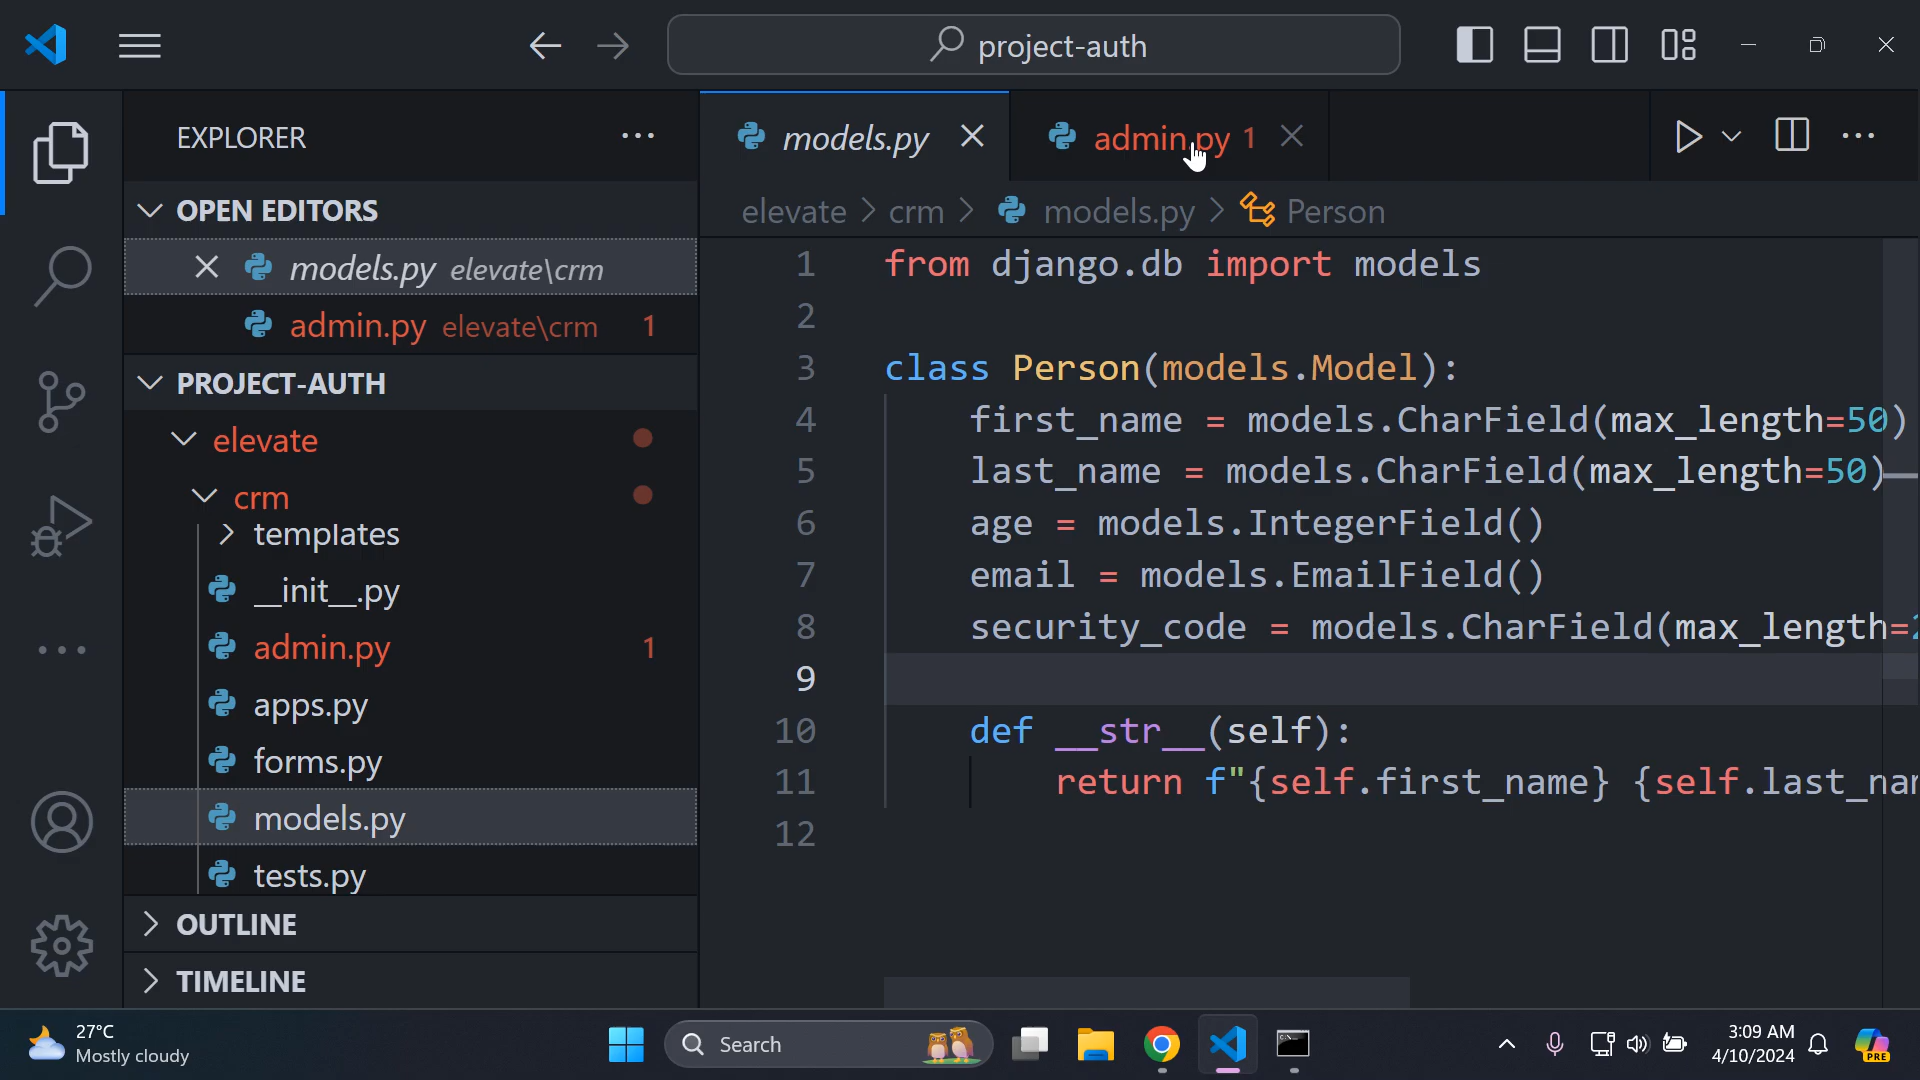 project-auth
EXPLORER
models.py
admin.py 1
OPEN EDITORS
elevate > crm > models.py > Person
models.py elevate\crm
admin.py elevate\crm 1
PROJECT-AUTH
elevate
crm
templates
__init__.py
admin.py 1
apps.py
forms.py
models.py
tests.py
OUTLINE
TIMELINE
1 from django.db import models
2
3 class Person(models.Model):
4 first_name = models.CharField(max_length=50)
5 last_name = models.CharField(max_length=50)
6 age = models.IntegerField()
7 email = models.EmailField()
8 security_code = models.CharField(max_length=
9
10 def __str__(self):
11 return f"{self.first_name} {self.last_nam
12
27°C
Mostly cloudy
Search
3:09 AM
4/10/2024
PRE